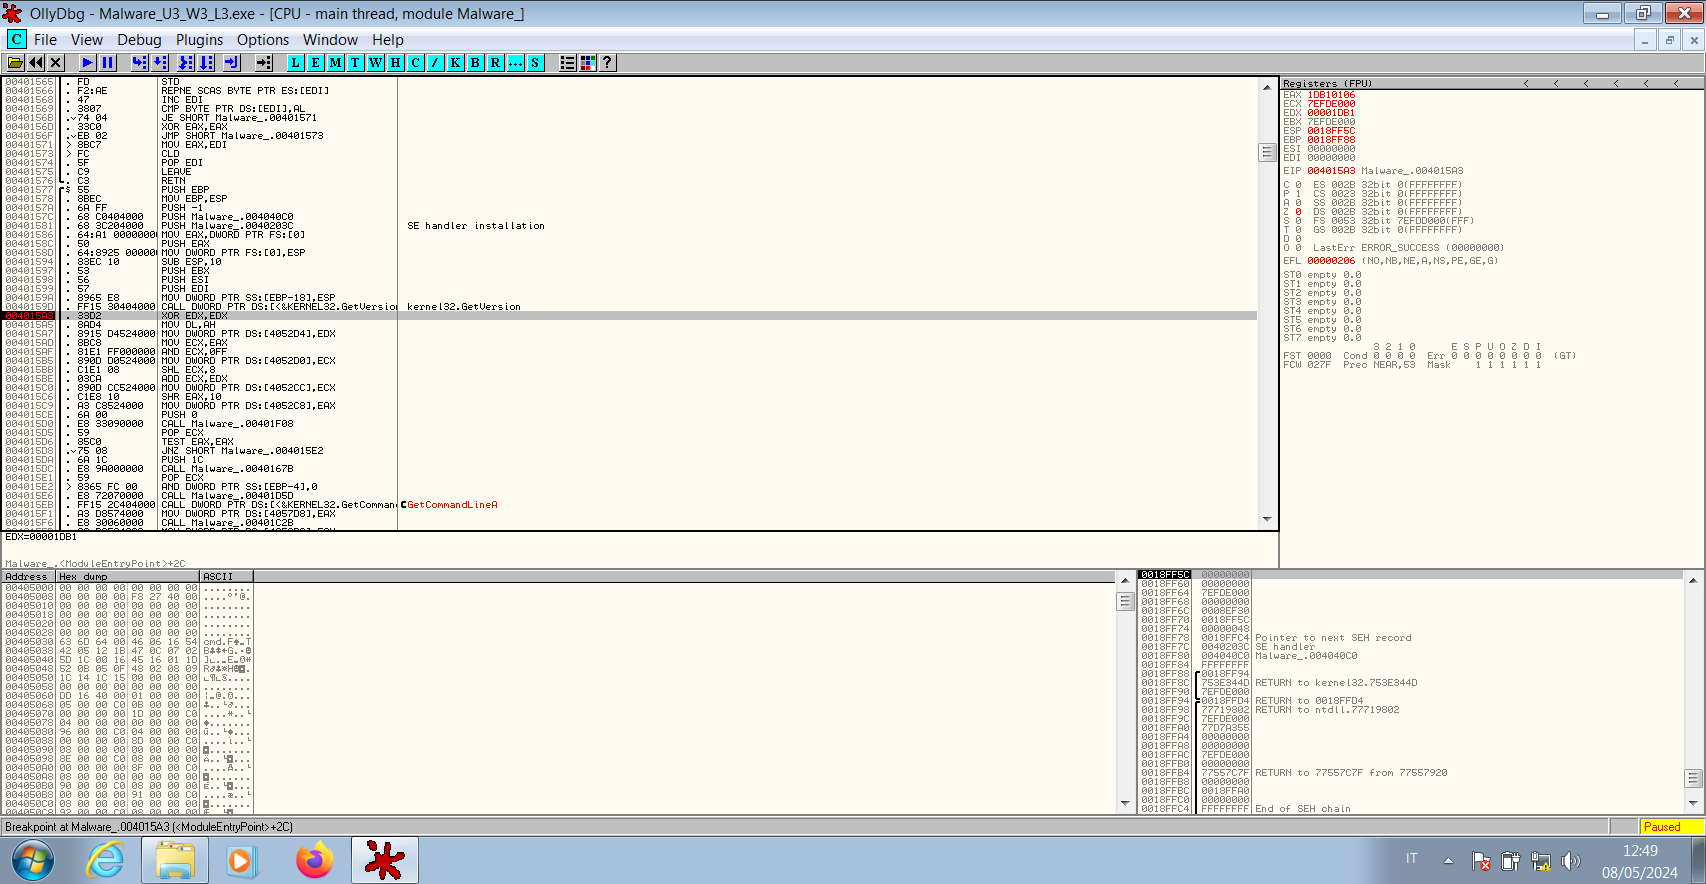 OllyDbg - Malware_U3_W3_L3.exe - [CPU - main thread, module Malware_]
C File View Debug Plugins Options Window Help
L E M T W H C / K B R ... S ?
00401565 . FD STD
00401566 . F2:AE REPNE SCAS BYTE PTR ES:[EDI]
00401568 . 47 INC EDI
00401569 . 3807 CMP BYTE PTR DS:[EDI],AL
0040156B .v74 04 JE SHORT Malware_.00401571
0040156D . 33C0 XOR EAX,EAX
0040156F .vEB 02 JMP SHORT Malware_.00401573
00401571 > 8BC7 MOV EAX,EDI
00401573 > FC CLD
00401574 . 5F POP EDI
00401575 . C9 LEAVE
00401576 . C3 RETN
00401577 $ 55 PUSH EBP
00401578 . 8BEC MOV EBP,ESP
0040157A . 6A FF PUSH -1
0040157C . 68 C0404000 PUSH Malware_.004040C0
00401581 . 68 3C204000 PUSH Malware_.0040203C SE handler installation
00401586 . 64:A1 0000000 MOV EAX,DWORD PTR FS:[0]
0040158C . 50 PUSH EAX
0040158D . 64:8925 00000 MOV DWORD PTR FS:[0],ESP
00401594 . 83EC 10 SUB ESP,10
00401597 . 53 PUSH EBX
00401598 . 56 PUSH ESI
00401599 . 57 PUSH EDI
0040159A . 8965 E8 MOV DWORD PTR SS:[EBP-18],ESP
0040159D . FF15 30404000 CALL DWORD PTR DS:[<&KERNEL32.GetVersion kernel32.GetVersion
004015A3 . 33D2 XOR EDX,EDX
004015A5 . 8AD4 MOV DL,AH
004015A7 . 8915 D4524000 MOV DWORD PTR DS:[4052D4],EDX
004015AD . 8BC8 MOV ECX,EAX
004015AF . 81E1 FF000000 AND ECX,0FF
004015B5 . 890D D0524000 MOV DWORD PTR DS:[4052D0],ECX
004015BB . C1E1 08 SHL ECX,8
004015BE . 03CA ADD ECX,EDX
004015C0 . 890D CC524000 MOV DWORD PTR DS:[4052CC],ECX
004015C6 . C1E8 10 SHR EAX,10
004015C9 . A3 C8524000 MOV DWORD PTR DS:[4052C8],EAX
004015CE . 6A 00 PUSH 0
004015D0 . E8 33090000 CALL Malware_.00401F08
004015D5 . 59 POP ECX
004015D6 . 85C0 TEST EAX,EAX
004015D8 .v75 08 JNZ SHORT Malware_.004015E2
004015DA . 6A 1C PUSH 1C
004015DC . E8 9A000000 CALL Malware_.0040167B
004015E1 . 59 POP ECX
004015E2 > 8365 FC 00 AND DWORD PTR SS:[EBP-4],0
004015E6 . E8 72070000 CALL Malware_.00401D5D
004015EB . FF15 2C404000 CALL DWORD PTR DS:[<&KERNEL32.GetComman GetCommandLineA
004015F1 . A3 D8574000 MOV DWORD PTR DS:[4057D8],EAX
004015F6 . E8 30060000 CALL Malware_.00401C2B
EDX=00001DB1
Malware_.<ModuleEntryPoint>+2C
Registers (FPU) < < < < < <
EAX 1DB10106
ECX 7EFDE000
EDX 00001DB1
EBX 7EFDE000
ESP 0018FF5C
EBP 0018FF88
ESI 00000000
EDI 00000000
EIP 004015A3 Malware_.004015A3
C 0 ES 002B 32bit 0(FFFFFFFF)
P 1 CS 0023 32bit 0(FFFFFFFF)
A 0 SS 002B 32bit 0(FFFFFFFF)
Z 0 DS 002B 32bit 0(FFFFFFFF)
S 0 FS 0053 32bit 7EFDD000(FFF)
T 0 GS 002B 32bit 0(FFFFFFFF)
D 0
O 0 LastErr ERROR_SUCCESS (00000000)
EFL 00000206 (NO,NB,NE,A,NS,PE,GE,G)
ST0 empty 0.0
ST1 empty 0.0
ST2 empty 0.0
ST3 empty 0.0
ST4 empty 0.0
ST5 empty 0.0
ST6 empty 0.0
ST7 empty 0.0
3 2 1 0 E S P U O Z D I
FST 0000 Cond 0 0 0 0 Err 0 0 0 0 0 0 0 0 (GT)
FCW 027F Prec NEAR,53 Mask 1 1 1 1 1 1
Address Hex dump ASCII
00405000 00 00 00 00 00 00 00 00 ........
00405008 00 00 00 00 F8 27 40 00 ....°'@.
00405010 00 00 00 00 00 00 00 00 ........
00405018 00 00 00 00 00 00 00 00 ........
00405020 00 00 00 00 00 00 00 00 ........
00405028 00 00 00 00 00 00 00 00 ........
00405030 63 6D 64 00 46 06 16 54 cmd.F♠▬T
00405038 42 05 12 1B 47 0C 07 02
00405040 5D 1C 00 16 45 16 01 1D
00405048 52 0B 05 0F 48 02 08 09
00405050 1C 14 1C 15 00 00 00 00
00405058 00 00 00 00 00 00 00 00 ........
00405060 DD 16 40 00 01 00 00 00
00405068 05 00 00 C0 0B 00 00 00
00405070 00 00 00 00 1D 00 00 C0
00405078 04 00 00 00 00 00 00 00
00405080 96 00 00 C0 04 00 00 00
00405088 00 00 00 00 8D 00 00 C0
00405090 08 00 00 00 00 00 00 00
00405098 8E 00 00 C0 08 00 00 00
004050A0 00 00 00 00 8F 00 00 C0
004050A8 08 00 00 00 00 00 00 00
004050B0 90 00 00 C0 08 00 00 00
004050B8 00 00 00 00 91 00 00 C0
004050C0 08 00 00 00 00 00 00 00
004050C8 92 00 00 C0 08 00 00 00
0018FF5C 00000000
0018FF60 00000000
0018FF64 7EFDE000
0018FF68 00000000
0018FF6C 0008EF30
0018FF70 0018FF5C
0018FF74 00000048
0018FF78 0018FFC4 Pointer to next SEH record
0018FF7C 0040203C SE handler
0018FF80 004040C0 Malware_.004040C0
0018FF84 FFFFFFFF
0018FF88 0018FF94
0018FF8C 753E344D RETURN to kernel32.753E344D
0018FF90 7EFDE000
0018FF94 0018FFD4 RETURN to 0018FFD4
0018FF98 77719802 RETURN to ntdll.77719802
0018FF9C 7EFDE000
0018FFA0 77D7A355
0018FFA4 00000000
0018FFA8 00000000
0018FFAC 7EFDE000
0018FFB0 00000000
0018FFB4 77557C7F RETURN to 77557C7F from 77557920
0018FFB8 00000000
0018FFBC 0018FFA0
0018FFC0 00000000
0018FFC4 FFFFFFFF End of SEH chain
Breakpoint at Malware_.004015A3 (<ModuleEntryPoint>+2C)
Paused
IT
12:49
08/05/2024